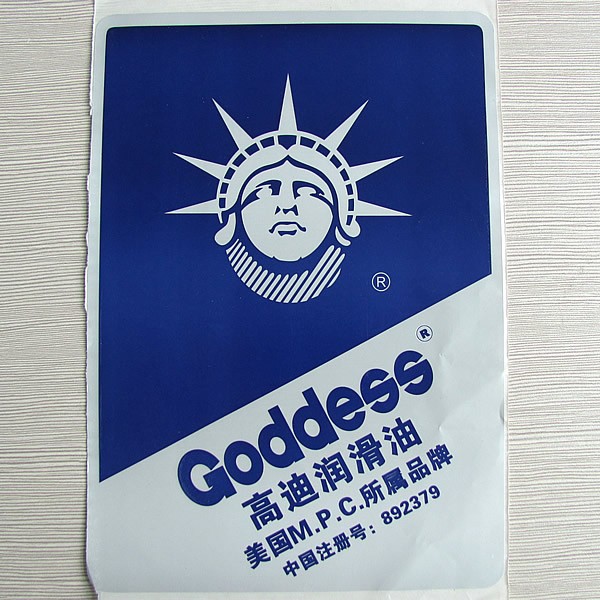 ®
Goddess®
高迪润滑油
美国M.P.C.所属品牌
中国注册号：892379